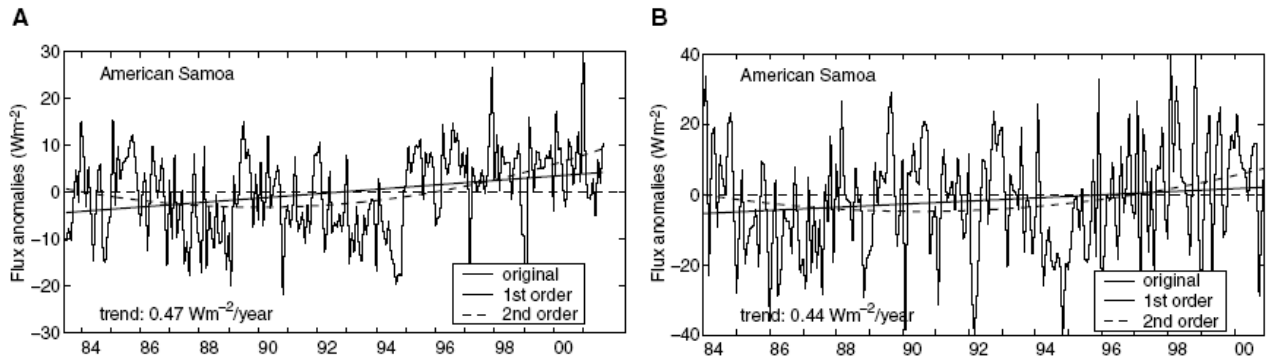 A
30
20
10
0
−10
−20
−30
Flux anomalies (Wm−2)
American Samoa
original
1st order
2nd order
trend: 0.47 Wm−2/year
84 86 88 90 92 94 96 98 00
B
40
20
0
−20
−40
Flux anomalies (Wm−2)
American Samoa
original
1st order
2nd order
trend: 0.44 Wm−2/year
84 86 88 90 92 94 96 98 00